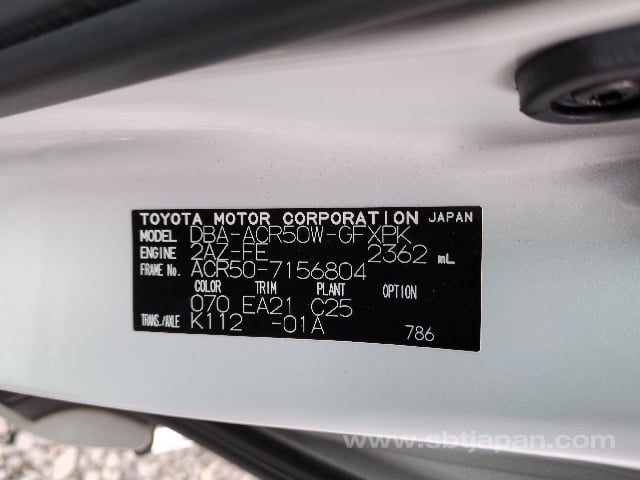 TOYOTA MOTOR CORPORATION JAPAN
MODEL DBA-ACR50W-GFXPK
ENGINE 2AZ-FE 2362 mL
FRAME No. ACR50-7156804
COLOR TRIM PLANT OPTION
070 EA21 C25
TRANS./AXLE K112 -01A 786
www.sbtjapan.com